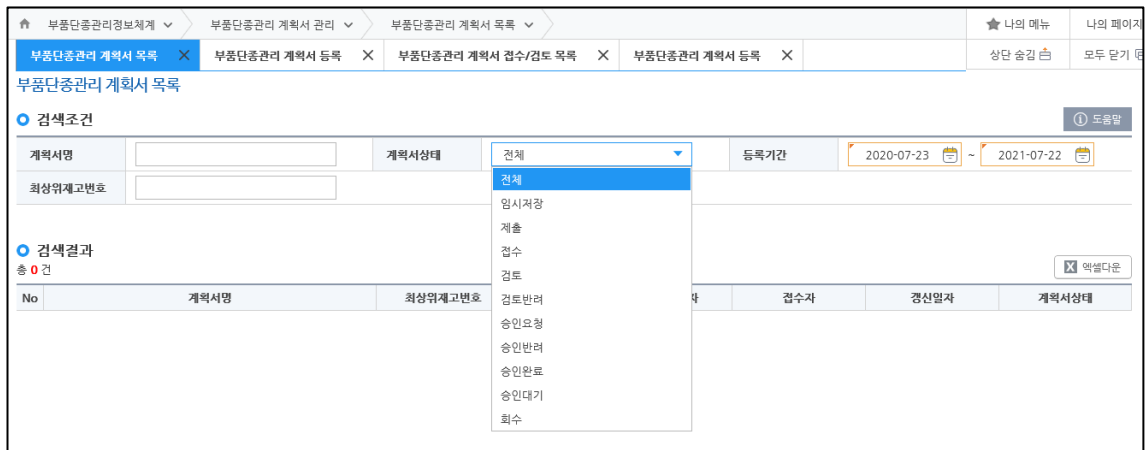 부품단종관리정보체계 부품단종관리 계획서 관리 부품단종관리 계획서 목록 나의 메뉴 나의 페이지
부품단종관리 계획서 목록 부품단종관리 계획서 등록 부품단종관리 계획서 접수/검토 목록 부품단종관리 계획서 등록 상단 숨김 모두 닫기
부품단종관리 계획서 목록
검색조건 도움말
계획서명 계획서상태 전체 등록기간 2020-07-23 ~ 2021-07-22
최상위재고번호
전체
임시저장
제출
접수
검토
검토반려
승인요청
승인반려
승인완료
승인대기
회수
검색결과
총 0 건 엑셀다운
No 계획서명 최상위재고번호 접수자 갱신일자 계획서상태